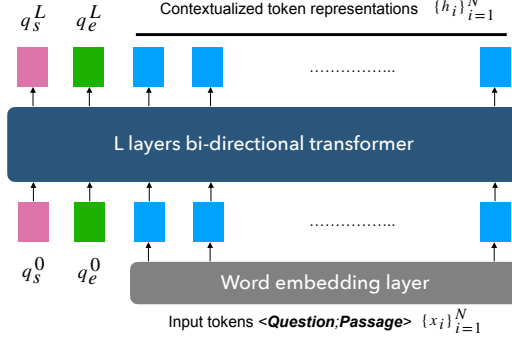 Contextualized token representations {h_i}_{i=1}^N
q_s^L q_e^L
................
L layers bi-directional transformer
................
q_s^0 q_e^0
Word embedding layer
Input tokens <Question;Passage> {x_i}_{i=1}^N